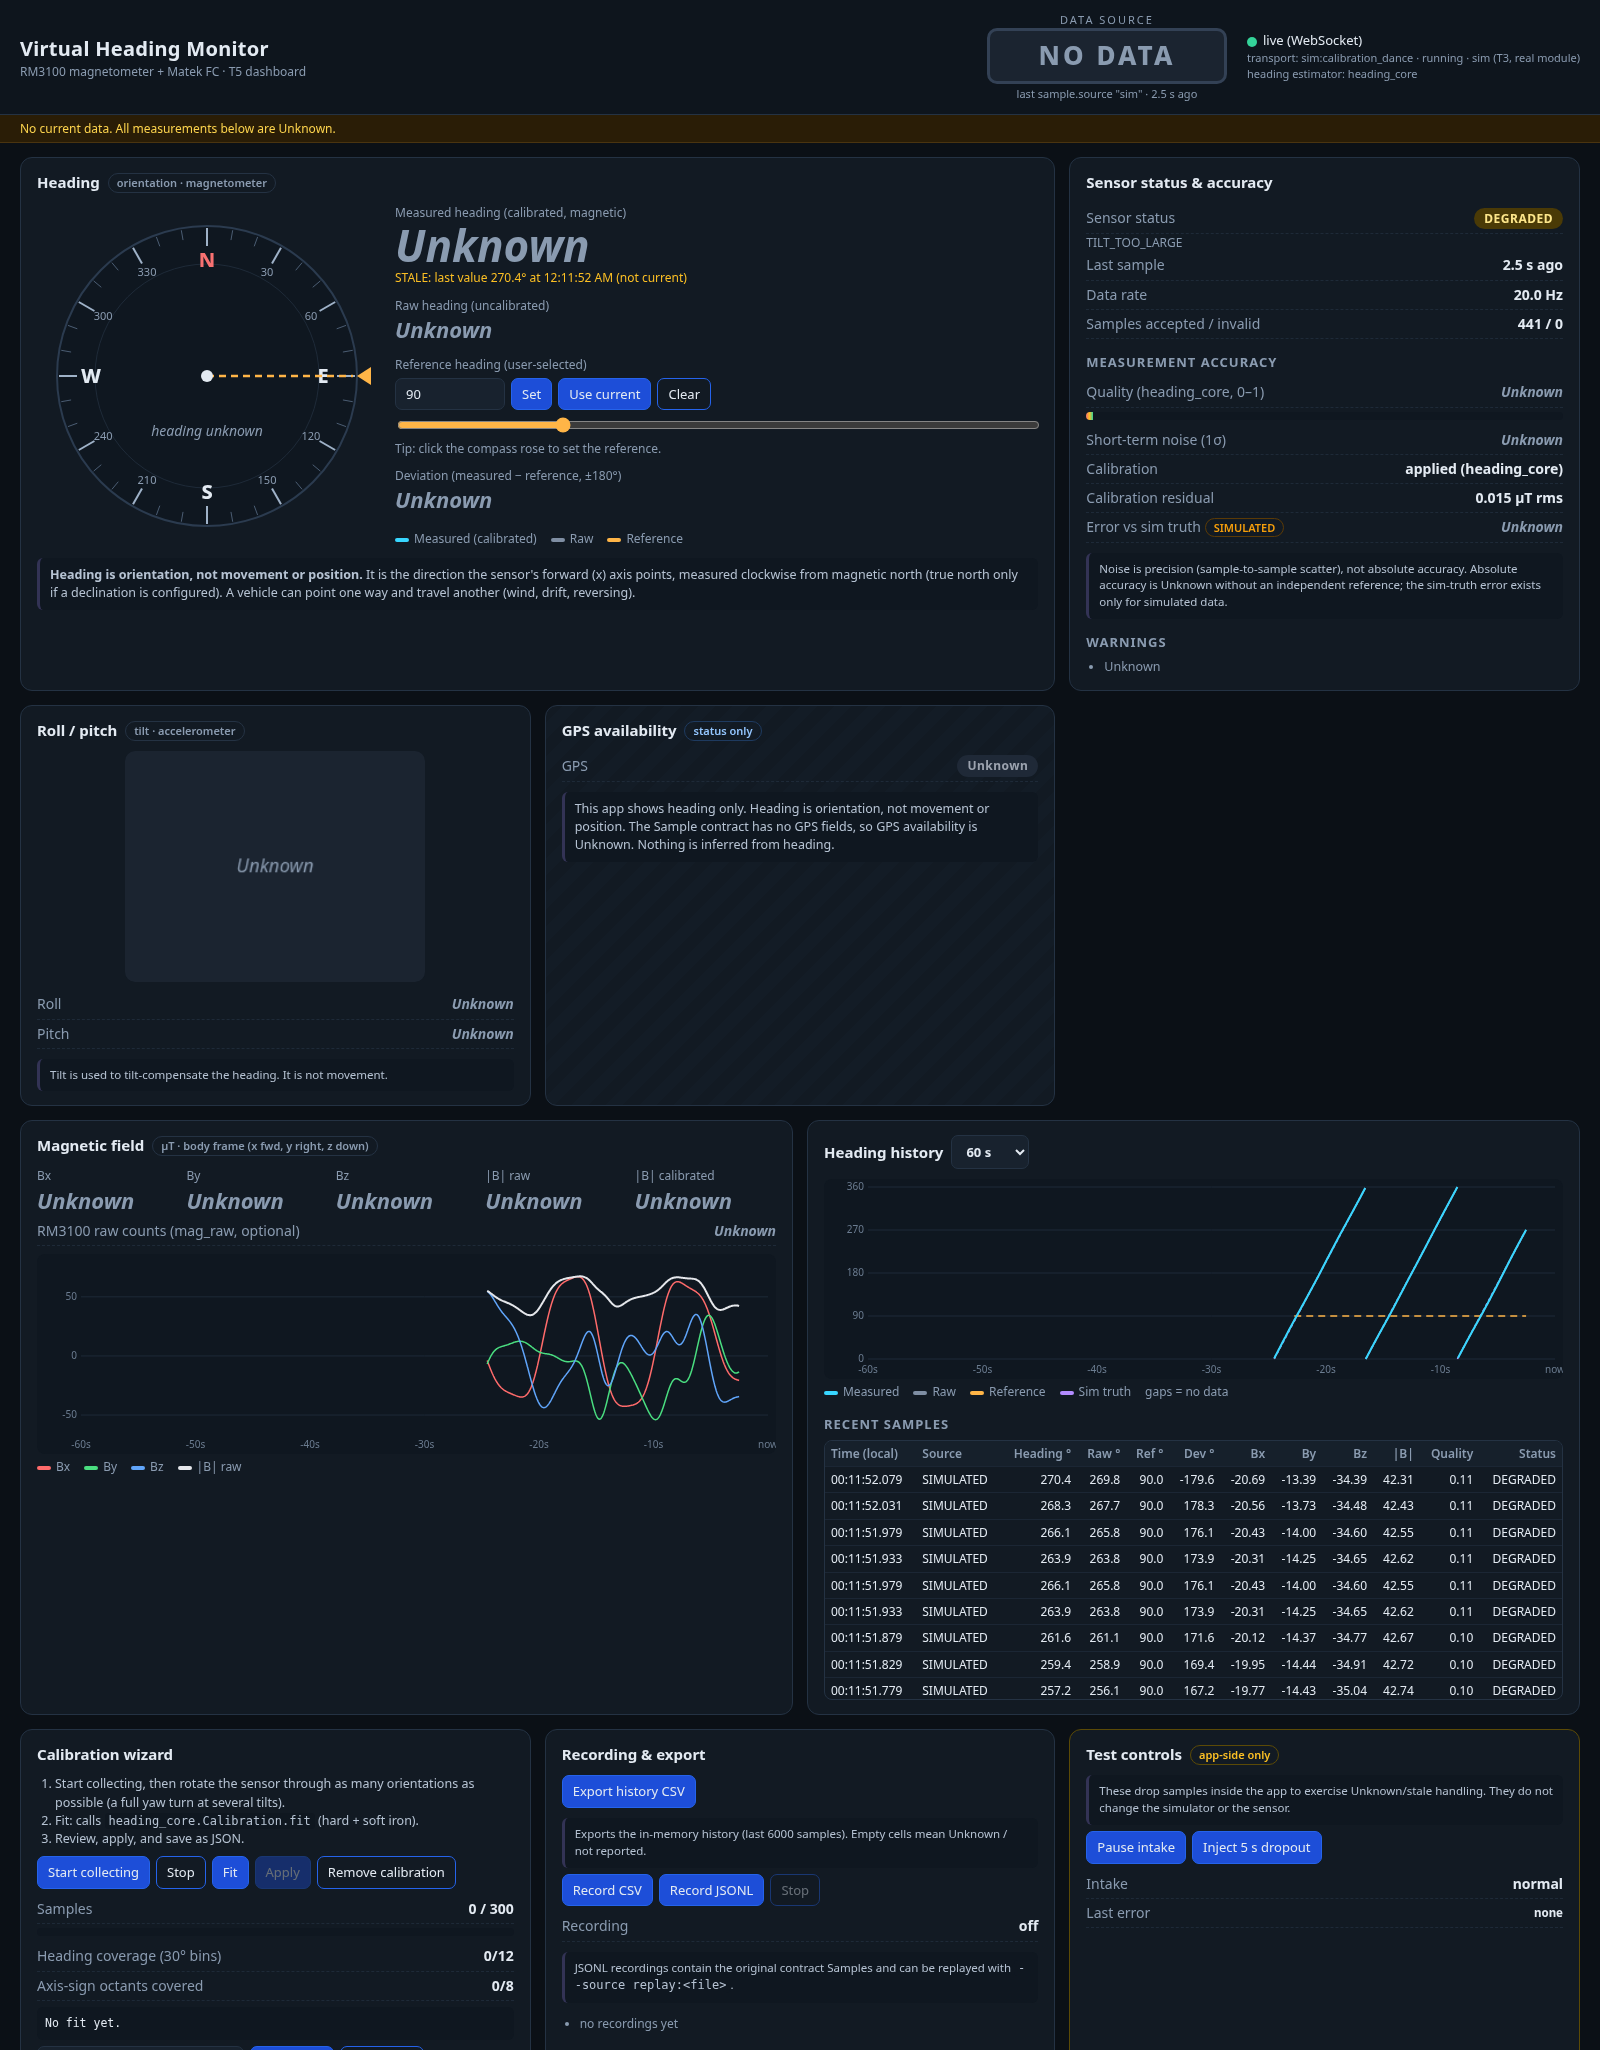 Virtual Heading Monitor
RM3100 magnetometer + Matek FC · T5 dashboard
DATA SOURCE
NO DATA
last sample.source "sim" · 2.5 s ago
live (WebSocket)
transport: sim:calibration_dance · running · sim (T3, real module)
heading estimator: heading_core
No current data. All measurements below are Unknown.
Heading
orientation · magnetometer
N
30
60
E
120
150
S
210
240
W
300
330
heading unknown
Measured heading (calibrated, magnetic)
Unknown
STALE: last value 270.4° at 12:11:52 AM (not current)
Raw heading (uncalibrated)
Unknown
Reference heading (user-selected)
90 Set Use current Clear
Tip: click the compass rose to set the reference.
Deviation (measured − reference, ±180°)
Unknown
Measured (calibrated) Raw Reference
Heading is orientation, not movement or position. It is the direction the sensor's forward (x) axis points, measured clockwise from magnetic north (true north only
if a declination is configured). A vehicle can point one way and travel another (wind, drift, reversing).
Sensor status & accuracy
Sensor status DEGRADED
TILT_TOO_LARGE
Last sample 2.5 s ago
Data rate 20.0 Hz
Samples accepted / invalid 441 / 0
MEASUREMENT ACCURACY
Quality (heading_core, 0–1) Unknown
Short-term noise (1σ) Unknown
Calibration applied (heading_core)
Calibration residual 0.015 µT rms
Error vs sim truth SIMULATED Unknown
Noise is precision (sample-to-sample scatter), not absolute accuracy. Absolute
accuracy is Unknown without an independent reference; the sim-truth error exists
only for simulated data.
WARNINGS
• Unknown
Roll / pitch
tilt · accelerometer
Unknown
Roll Unknown
Pitch Unknown
Tilt is used to tilt-compensate the heading. It is not movement.
GPS availability
status only
GPS Unknown
This app shows heading only. Heading is orientation, not movement or
position. The Sample contract has no GPS fields, so GPS availability is
Unknown. Nothing is inferred from heading.
Magnetic field
µT · body frame (x fwd, y right, z down)
Bx By Bz |B| raw |B| calibrated
Unknown Unknown Unknown Unknown Unknown
RM3100 raw counts (mag_raw, optional) Unknown
50
0
-50
-60s -50s -40s -30s -20s -10s now
Bx By Bz |B| raw
Heading history
60 s
360
270
180
90
0
-60s -50s -40s -30s -20s -10s now
Measured Raw Reference Sim truth gaps = no data
RECENT SAMPLES
Time (local) Source Heading ° Raw ° Ref ° Dev ° Bx By Bz |B| Quality Status
00:11:52.079 SIMULATED 270.4 269.8 90.0 -179.6 -20.69 -13.39 -34.39 42.31 0.11 DEGRADED
00:11:52.031 SIMULATED 268.3 267.7 90.0 178.3 -20.56 -13.73 -34.48 42.43 0.11 DEGRADED
00:11:51.979 SIMULATED 266.1 265.8 90.0 176.1 -20.43 -14.00 -34.60 42.55 0.11 DEGRADED
00:11:51.933 SIMULATED 263.9 263.8 90.0 173.9 -20.31 -14.25 -34.65 42.62 0.11 DEGRADED
00:11:51.979 SIMULATED 266.1 265.8 90.0 176.1 -20.43 -14.00 -34.60 42.55 0.11 DEGRADED
00:11:51.933 SIMULATED 263.9 263.8 90.0 173.9 -20.31 -14.25 -34.65 42.62 0.11 DEGRADED
00:11:51.879 SIMULATED 261.6 261.1 90.0 171.6 -20.12 -14.37 -34.77 42.67 0.10 DEGRADED
00:11:51.829 SIMULATED 259.4 258.9 90.0 169.4 -19.95 -14.44 -34.91 42.72 0.10 DEGRADED
00:11:51.779 SIMULATED 257.2 256.1 90.0 167.2 -19.77 -14.43 -35.04 42.74 0.10 DEGRADED
Calibration wizard
1. Start collecting, then rotate the sensor through as many orientations as
possible (a full yaw turn at several tilts).
2. Fit: calls heading_core.Calibration.fit (hard + soft iron).
3. Review, apply, and save as JSON.
Start collecting Stop Fit Apply Remove calibration
Samples 0 / 300
Heading coverage (30° bins) 0/12
Axis-sign octants covered 0/8
No fit yet.
Recording & export
Export history CSV
Exports the in-memory history (last 6000 samples). Empty cells mean Unknown /
not reported.
Record CSV Record JSONL Stop
Recording off
JSONL recordings contain the original contract Samples and can be replayed with -
-source replay:<file> .
• no recordings yet
Test controls
app-side only
These drop samples inside the app to exercise Unknown/stale handling. They do not
change the simulator or the sensor.
Pause intake Inject 5 s dropout
Intake normal
Last error none